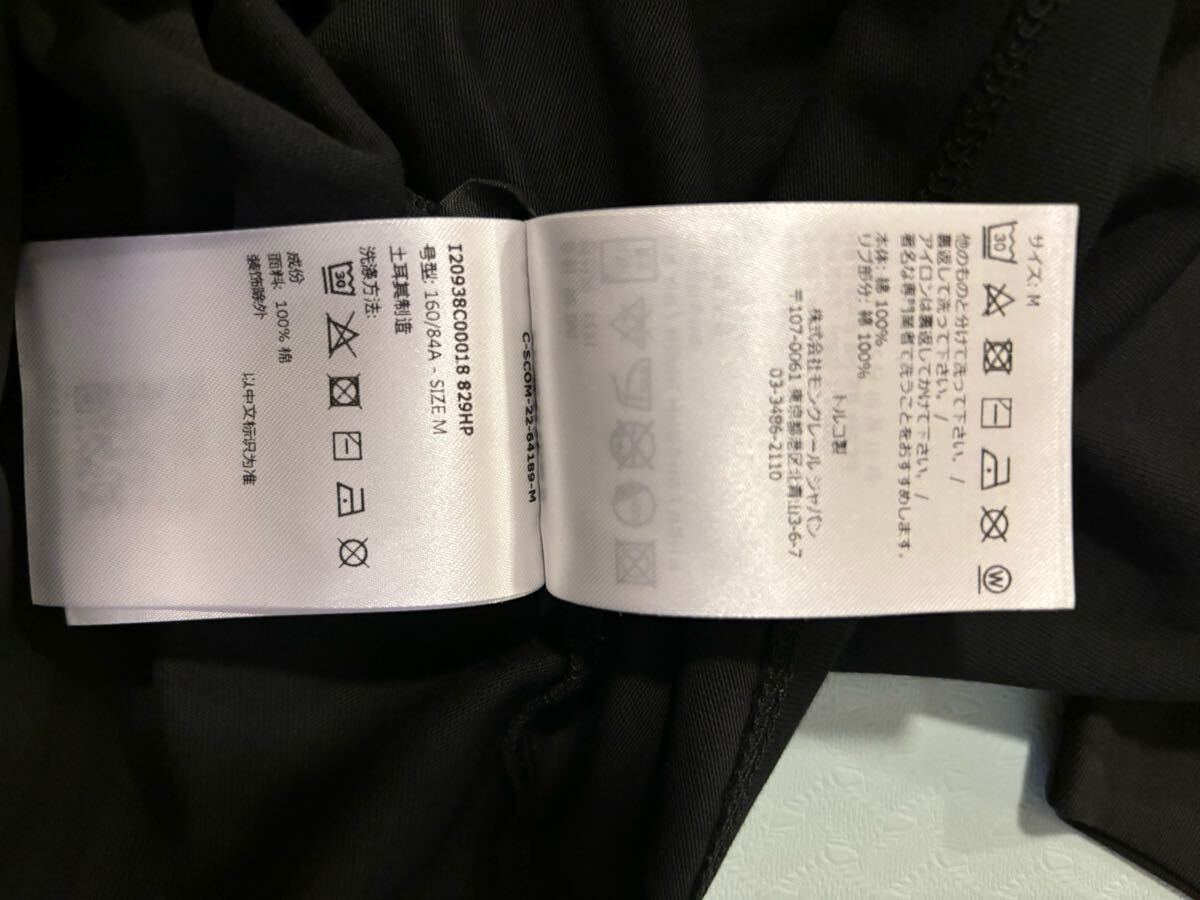 I20938C00018 829HP
号型: 160/84A - SIZE M
土耳其制造
洗涤方法:
30
成份
面料: 100% 棉
装饰除外
以中文标识为准
C-SCOM-22-64189-M
サイズ: M
30
W
他のものと分けて洗って下さい。/
裏返して洗って下さい。/
アイロンは裏返してかけて下さい。/
著名な専門業者で洗うことをおすすめします。
本体: 綿 100%
リブ部分: 綿 100%
トルコ製
株式会社モンクレール ジャパン
〒107-0061 東京都港区北青山3-6-7
03-3486-2110